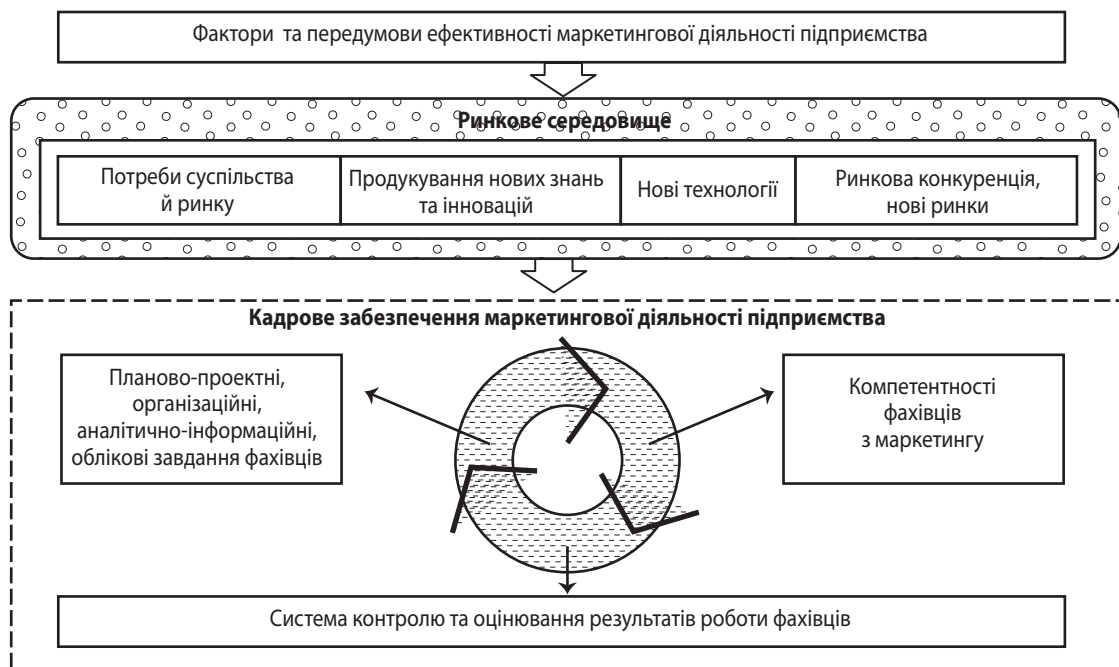 Фактори та передумови ефективності маркетингової діяльності підприємства
Ринкове середовище
Потреби суспільства
й ринку
Продукування нових знань
та інновацій
Нові технології
Ринкова конкуренція,
нові ринки
Кадрове забезпечення маркетингової діяльності підприємства
Планово-проектні,
організаційні,
аналітично-інформаційні,
облікові завдання фахівців
Компетентності
фахівців
з маркетингу
Система контролю та оцінювання результатів роботи фахівців